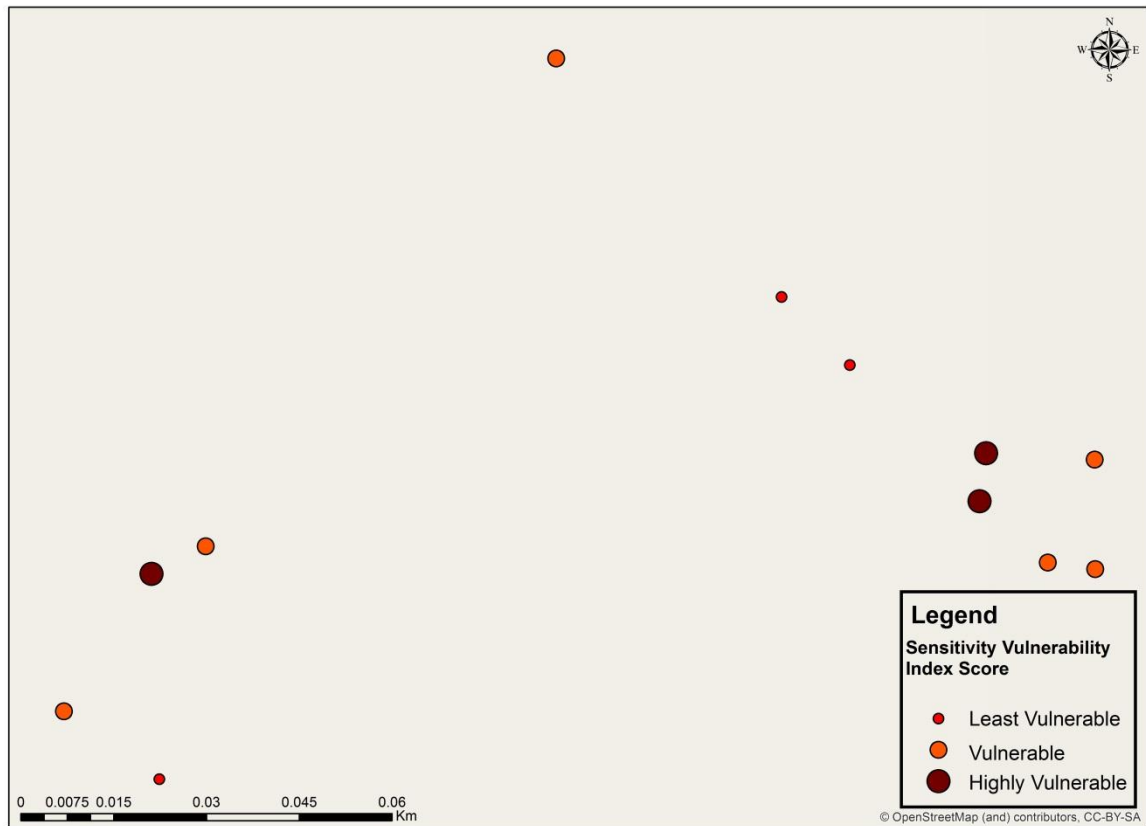 N
W E
S
Legend
Sensitivity Vulnerability
Index Score
Least Vulnerable
Vulnerable
Highly Vulnerable
0 0.0075 0.015 0.03 0.045 0.06
Km
© OpenStreetMap (and) contributors, CC-BY-SA